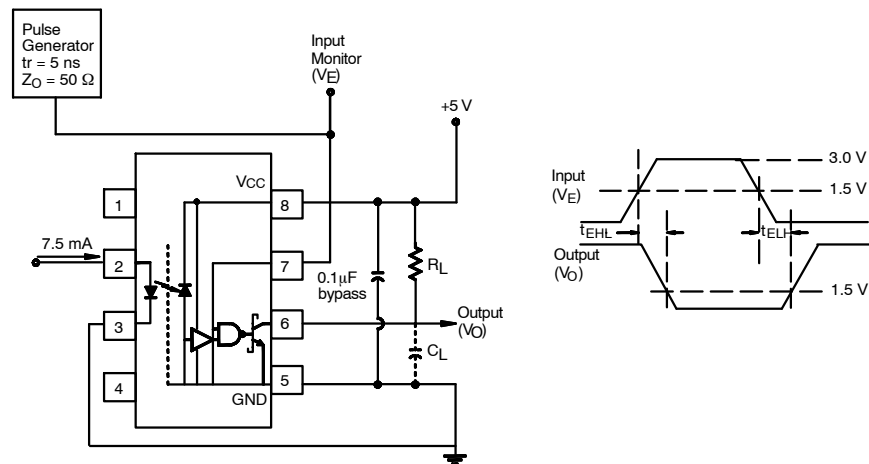 Pulse
Generator
tr = 5 ns
ZO = 50 Ω
Input
Monitor
(VE)
+5 V
VCC
1
8
7.5 mA
2
7
0.1μF
bypass
RL
3
6
Output
(VO)
CL
4
5
GND
3.0 V
Input
(VE)
1.5 V
tEHL
tELH
Output
(VO)
1.5 V